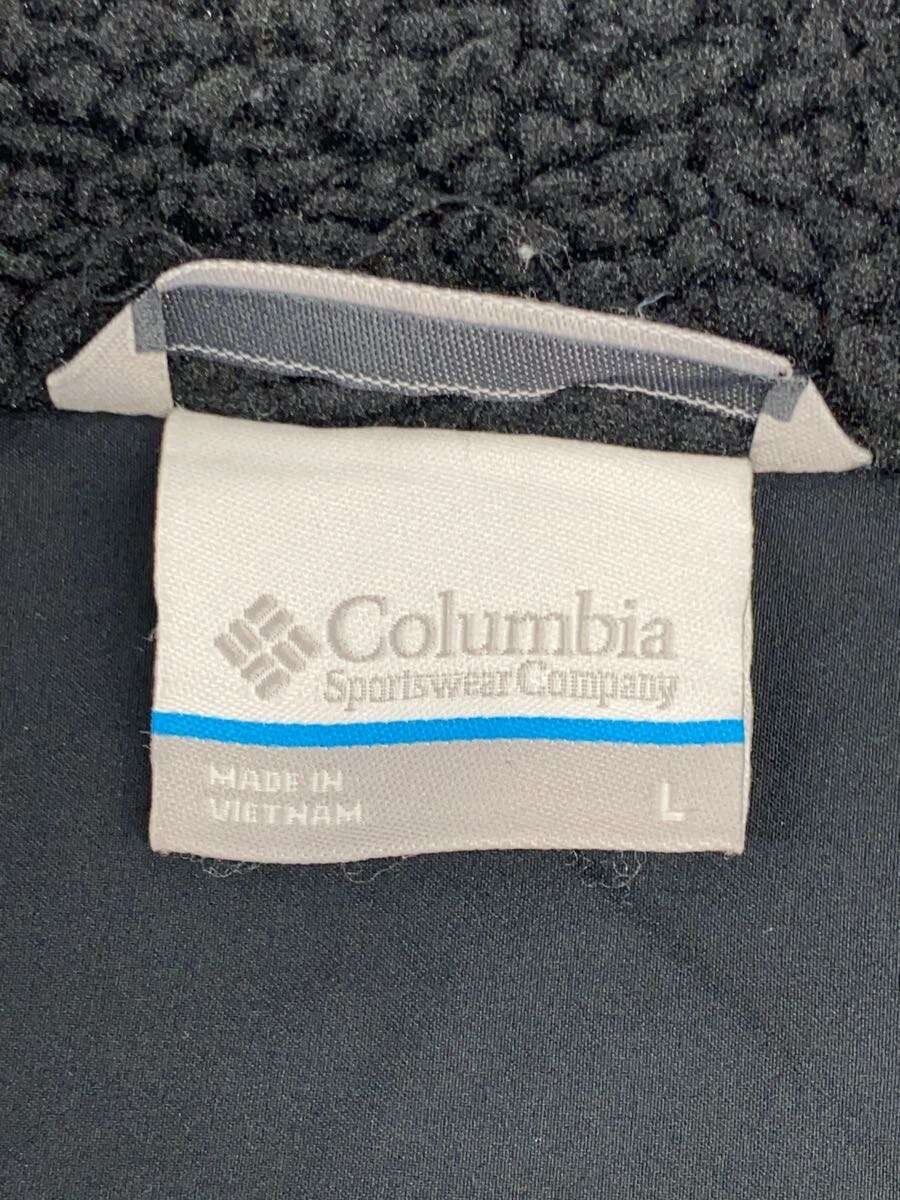 Columbia
Sportswear Company
MADE IN
VIETNAM
L